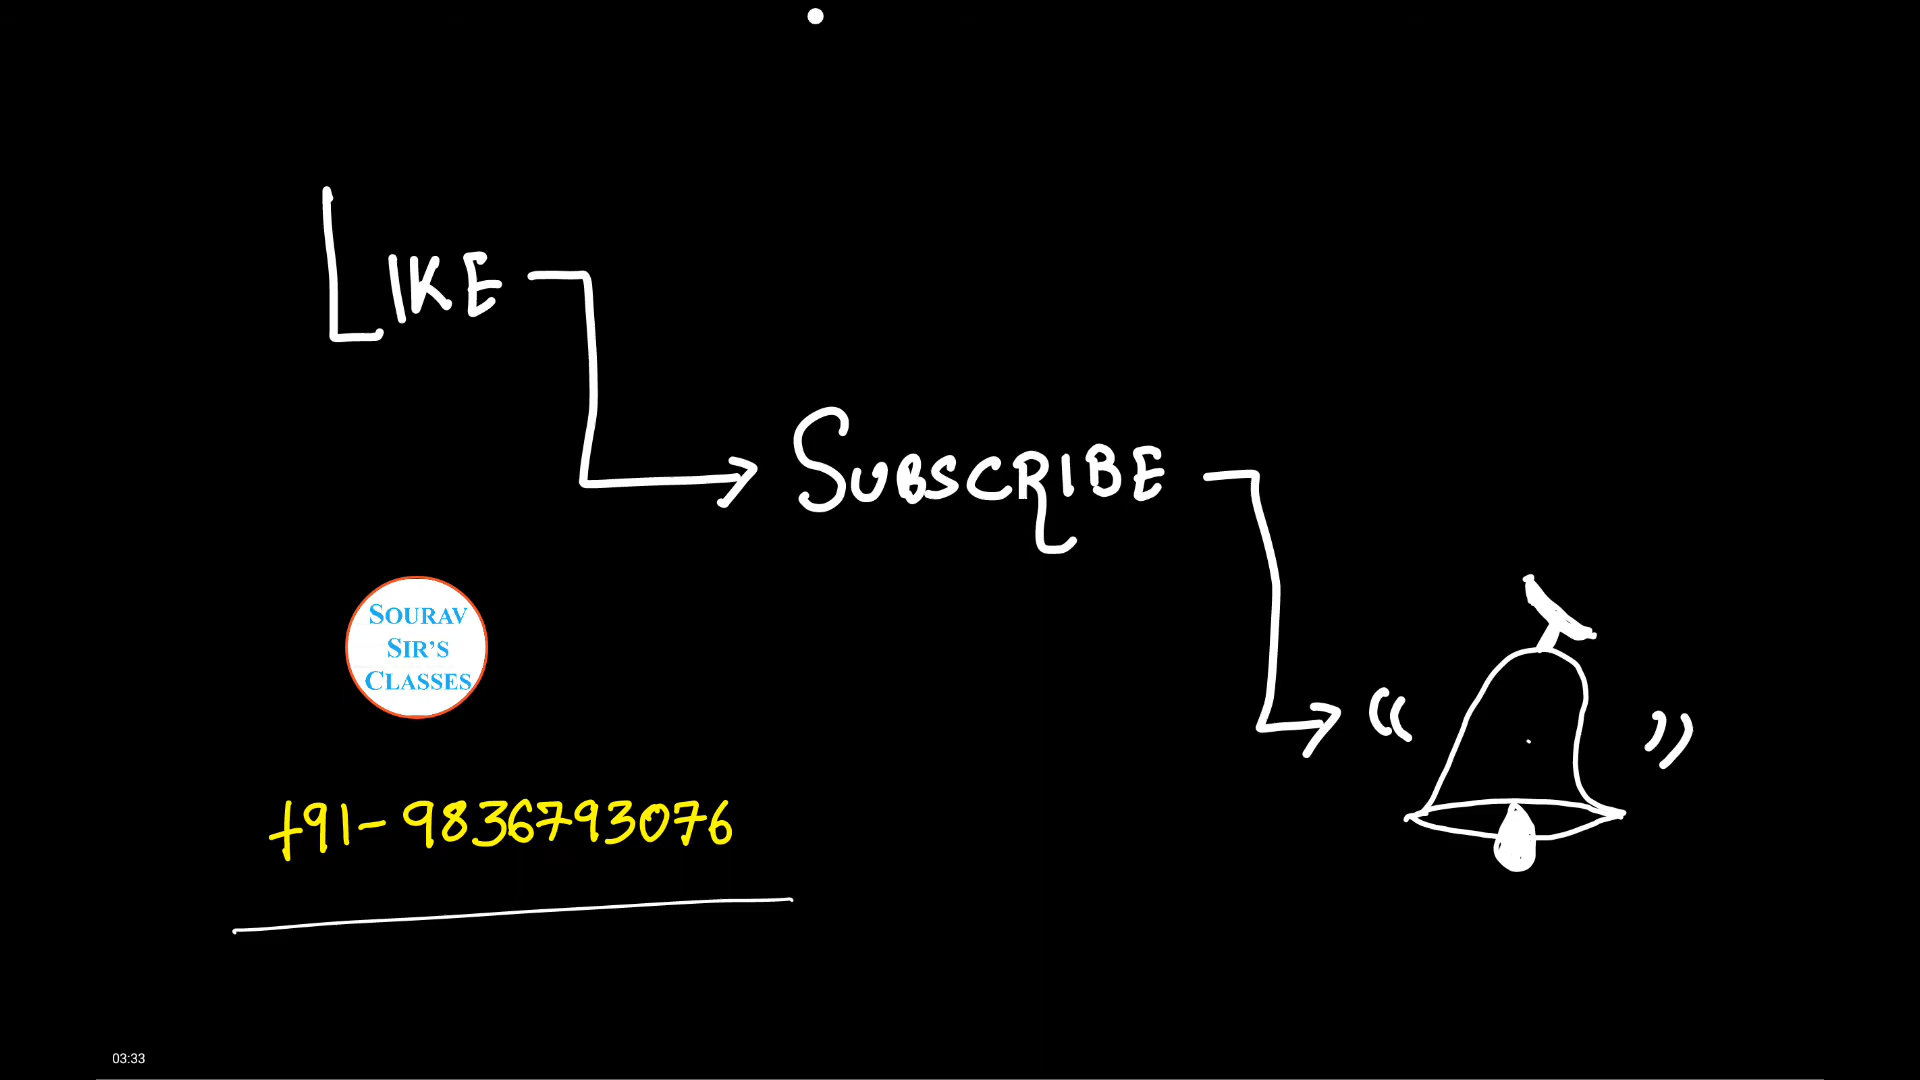 LIKE
SUBSCRIBE
SOURAV
SIR'S
CLASSES
+91-9836793076
03:33